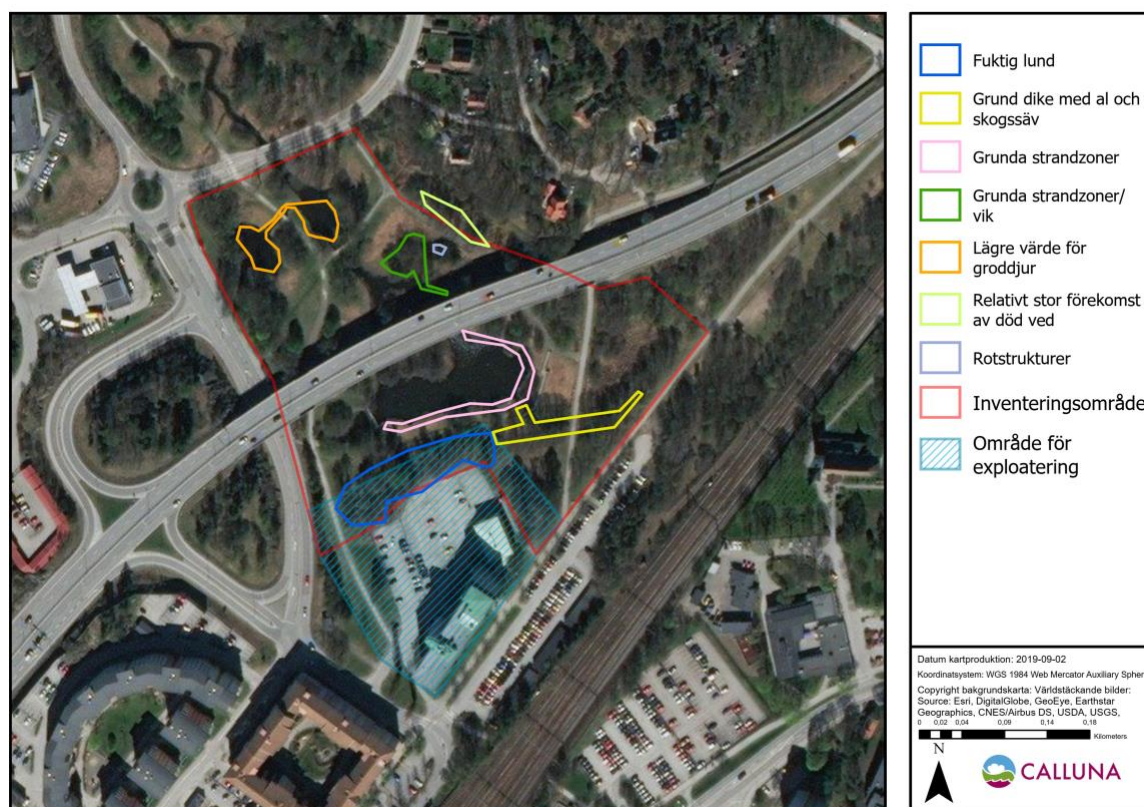 Fuktig lund
Grund dike med al och
skogssäv
Grunda strandzoner
Grunda strandzoner/
vik
Lägre värde för
groddjur
Relativt stor förekomst
av död ved
Rotstrukturer
Inventeringsområde
Område för
exploatering
Datum kartproduktion: 2019-09-02
Koordinatsystem: WGS 1984 Web Mercator Auxiliary Spher
Copyright bakgrundskarta: Världstäckande bilder:
Source: Esri, DigitalGlobe, GeoEye, Earthstar
Geographics, CNES/Airbus DS, USDA, USGS,
0 0,02 0,04 0,09 0,14 0,18
Kilometers
N
CALLUNA